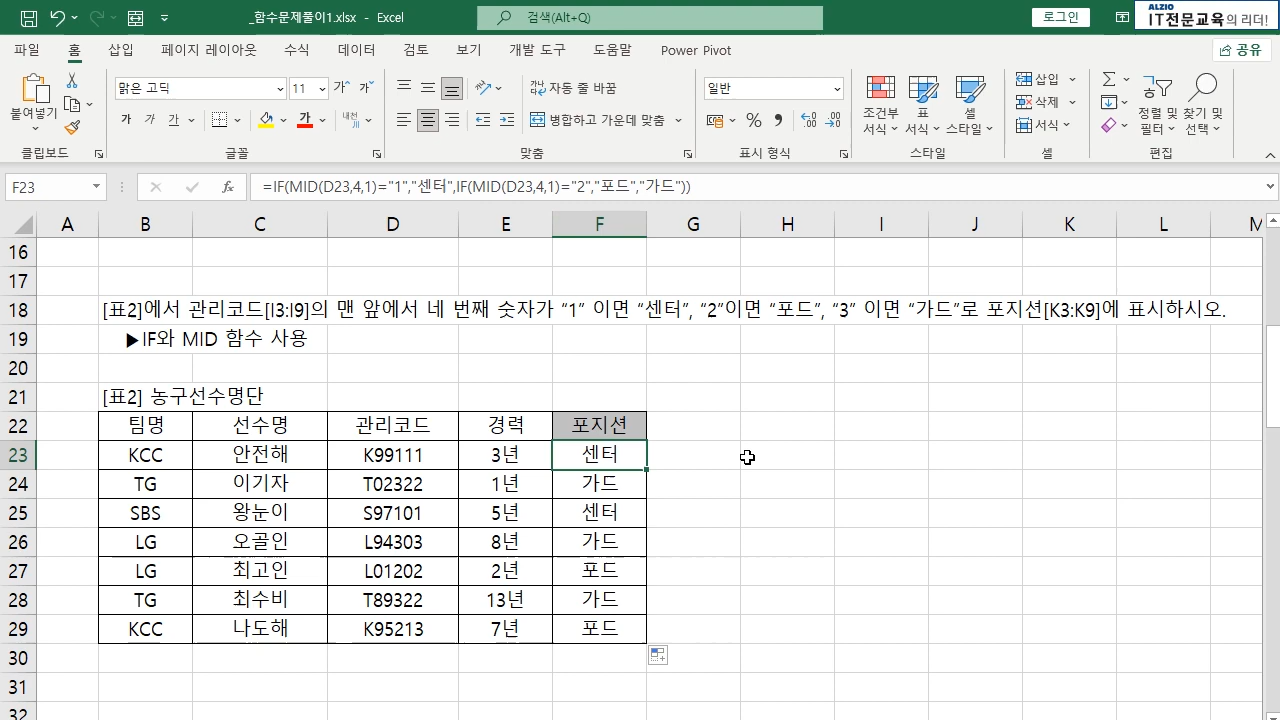 _함수문제풀이1.xlsx - Excel
검색(Alt+Q)
로그인
ALZIO
IT전문교육의 리더!
파일 홈 삽입 페이지 레이아웃 수식 데이터 검토 보기 개발 도구 도움말 Power Pivot
공유
붙여넣기
클립보드
맑은 고딕 11
가 가 가 가 가 내천
글꼴
자동 줄 바꿈
병합하고 가운데 맞춤
맞춤
일반
표시 형식
조건부 서식
표 서식
셀 스타일
스타일
삽입
삭제
서식
셀
정렬 및 필터
찾기 및 선택
편집
F23 fx =IF(MID(D23,4,1)="1","센터",IF(MID(D23,4,1)="2","포드","가드"))
A B C D E F G H I J K L M
16
17
18 [표2]에서 관리코드[I3:I9]의 맨 앞에서 네 번째 숫자가 “1” 이면 “센터”, “2”이면 “포드”, “3” 이면 “가드”로 포지션[K3:K9]에 표시하시오.
19 ▶IF와 MID 함수 사용
20
21 [표2] 농구선수명단
22 팀명 선수명 관리코드 경력 포지션
23 KCC 안전해 K99111 3년 센터
24 TG 이기자 T02322 1년 가드
25 SBS 왕눈이 S97101 5년 센터
26 LG 오골인 L94303 8년 가드
27 LG 최고인 L01202 2년 포드
28 TG 최수비 T89322 13년 가드
29 KCC 나도해 K95213 7년 포드
30
31
32